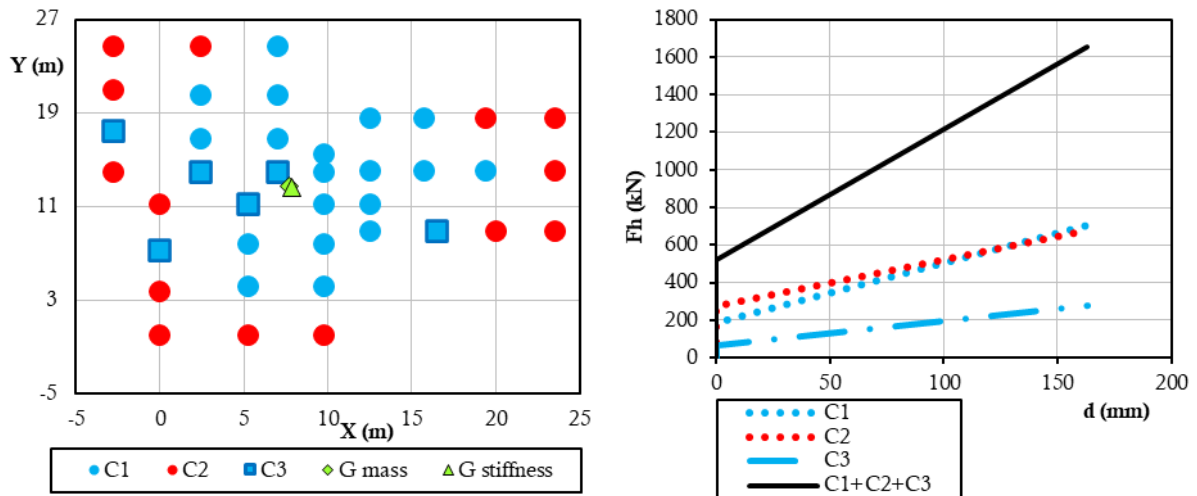 27
Y (m)
19
11
3
-5
-5 0 5 10 15 20 25
X (m)
C1 C2 C3 G mass G stiffness
1800
1600
1400
1200
1000
800
600
400
200
0
Fh (kN)
0 50 100 150 200
d (mm)
C1
C2
C3
C1+C2+C3